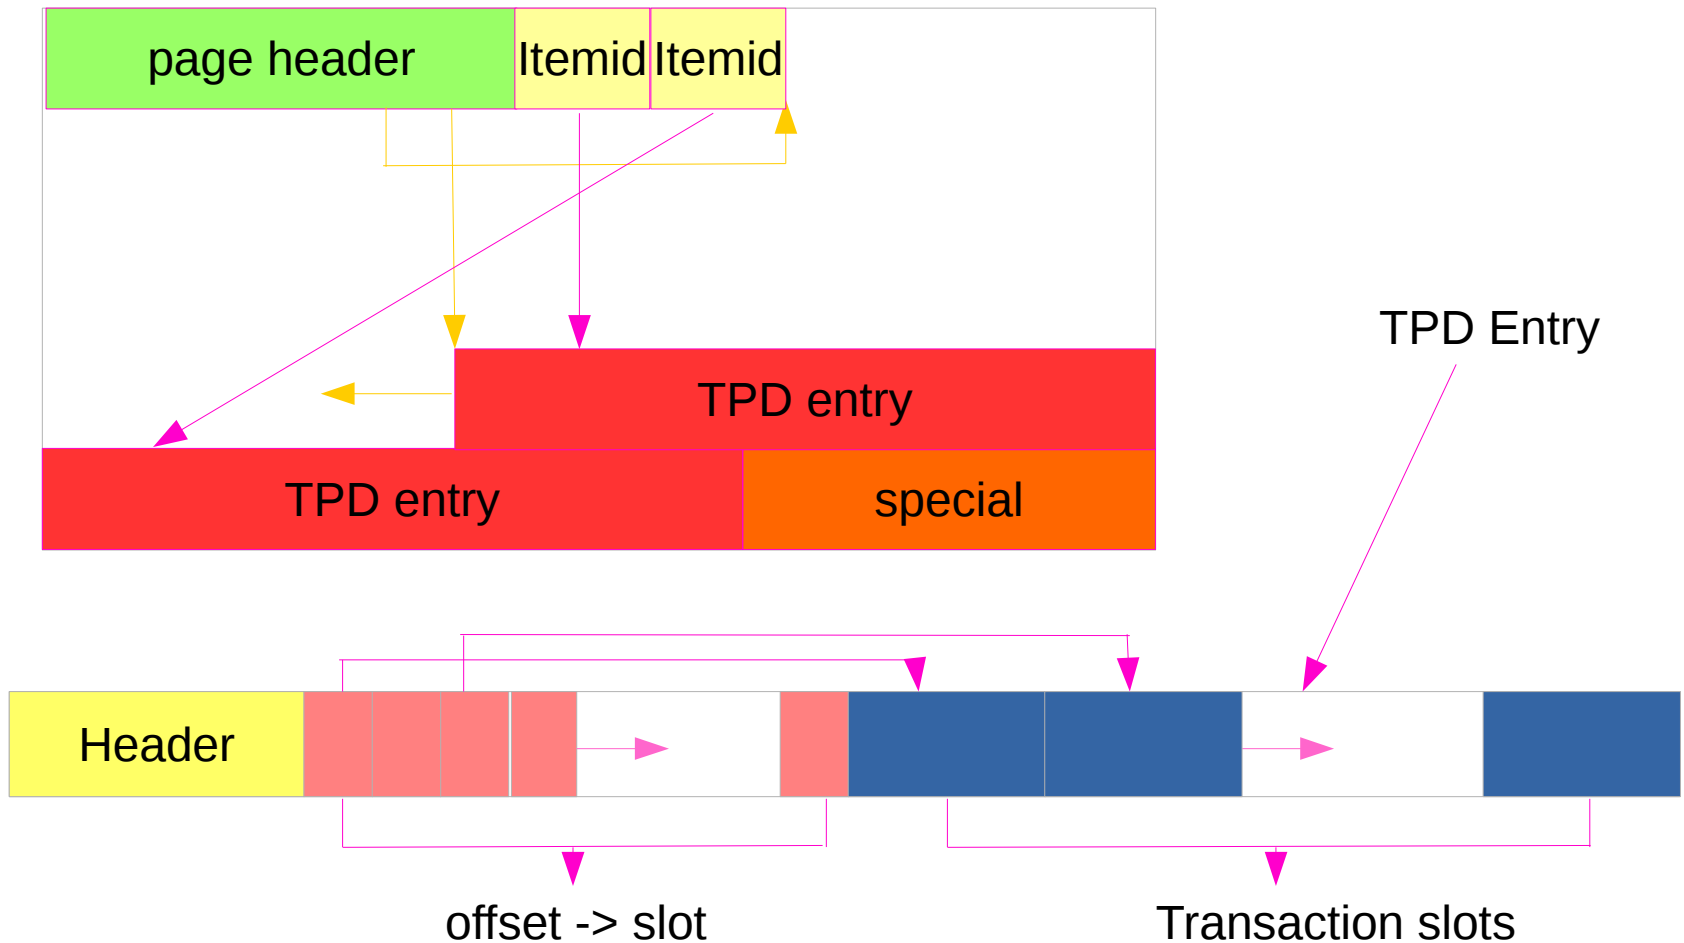 page header
Itemid
Itemid
TPD Entry
TPD entry
TPD entry
special
Header
offset -> slot
Transaction slots